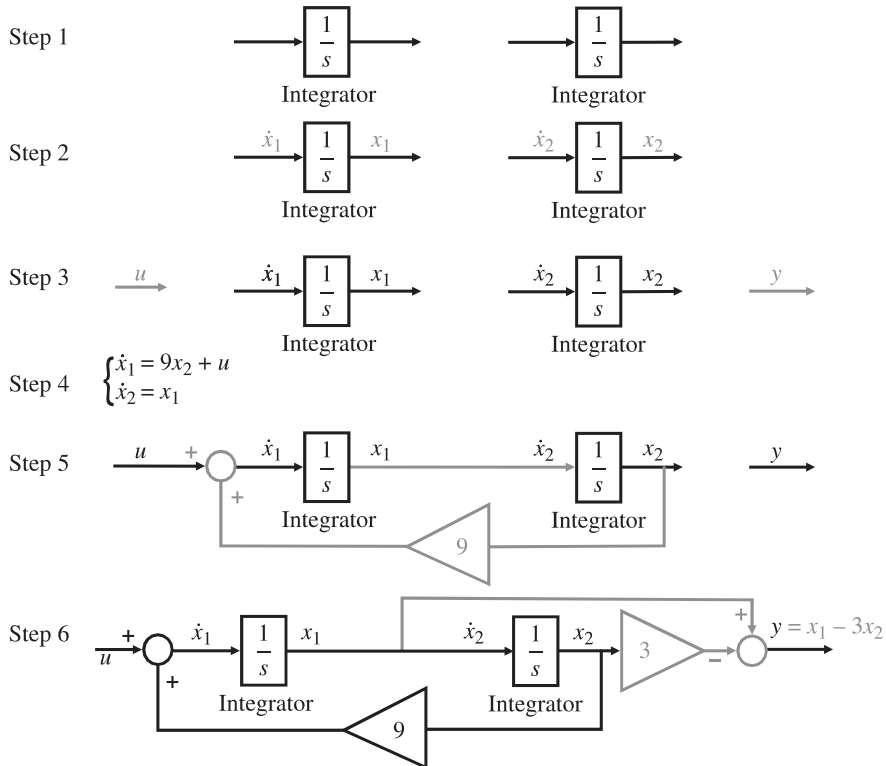 Step 1
1/s 1/s
Integrator Integrator
Step 2
ẋ₁ 1/s x₁ ẋ₂ 1/s x₂
Integrator Integrator
Step 3
u ẋ₁ 1/s x₁ ẋ₂ 1/s x₂ y
Integrator Integrator
Step 4
{ẋ₁ = 9x₂ + u
ẋ₂ = x₁
Step 5
u + ẋ₁ 1/s x₁ ẋ₂ 1/s x₂ y
+
Integrator Integrator
9
Step 6
u + ẋ₁ 1/s x₁ ẋ₂ 1/s x₂ 3 − + y = x₁ − 3x₂
+
Integrator Integrator
9